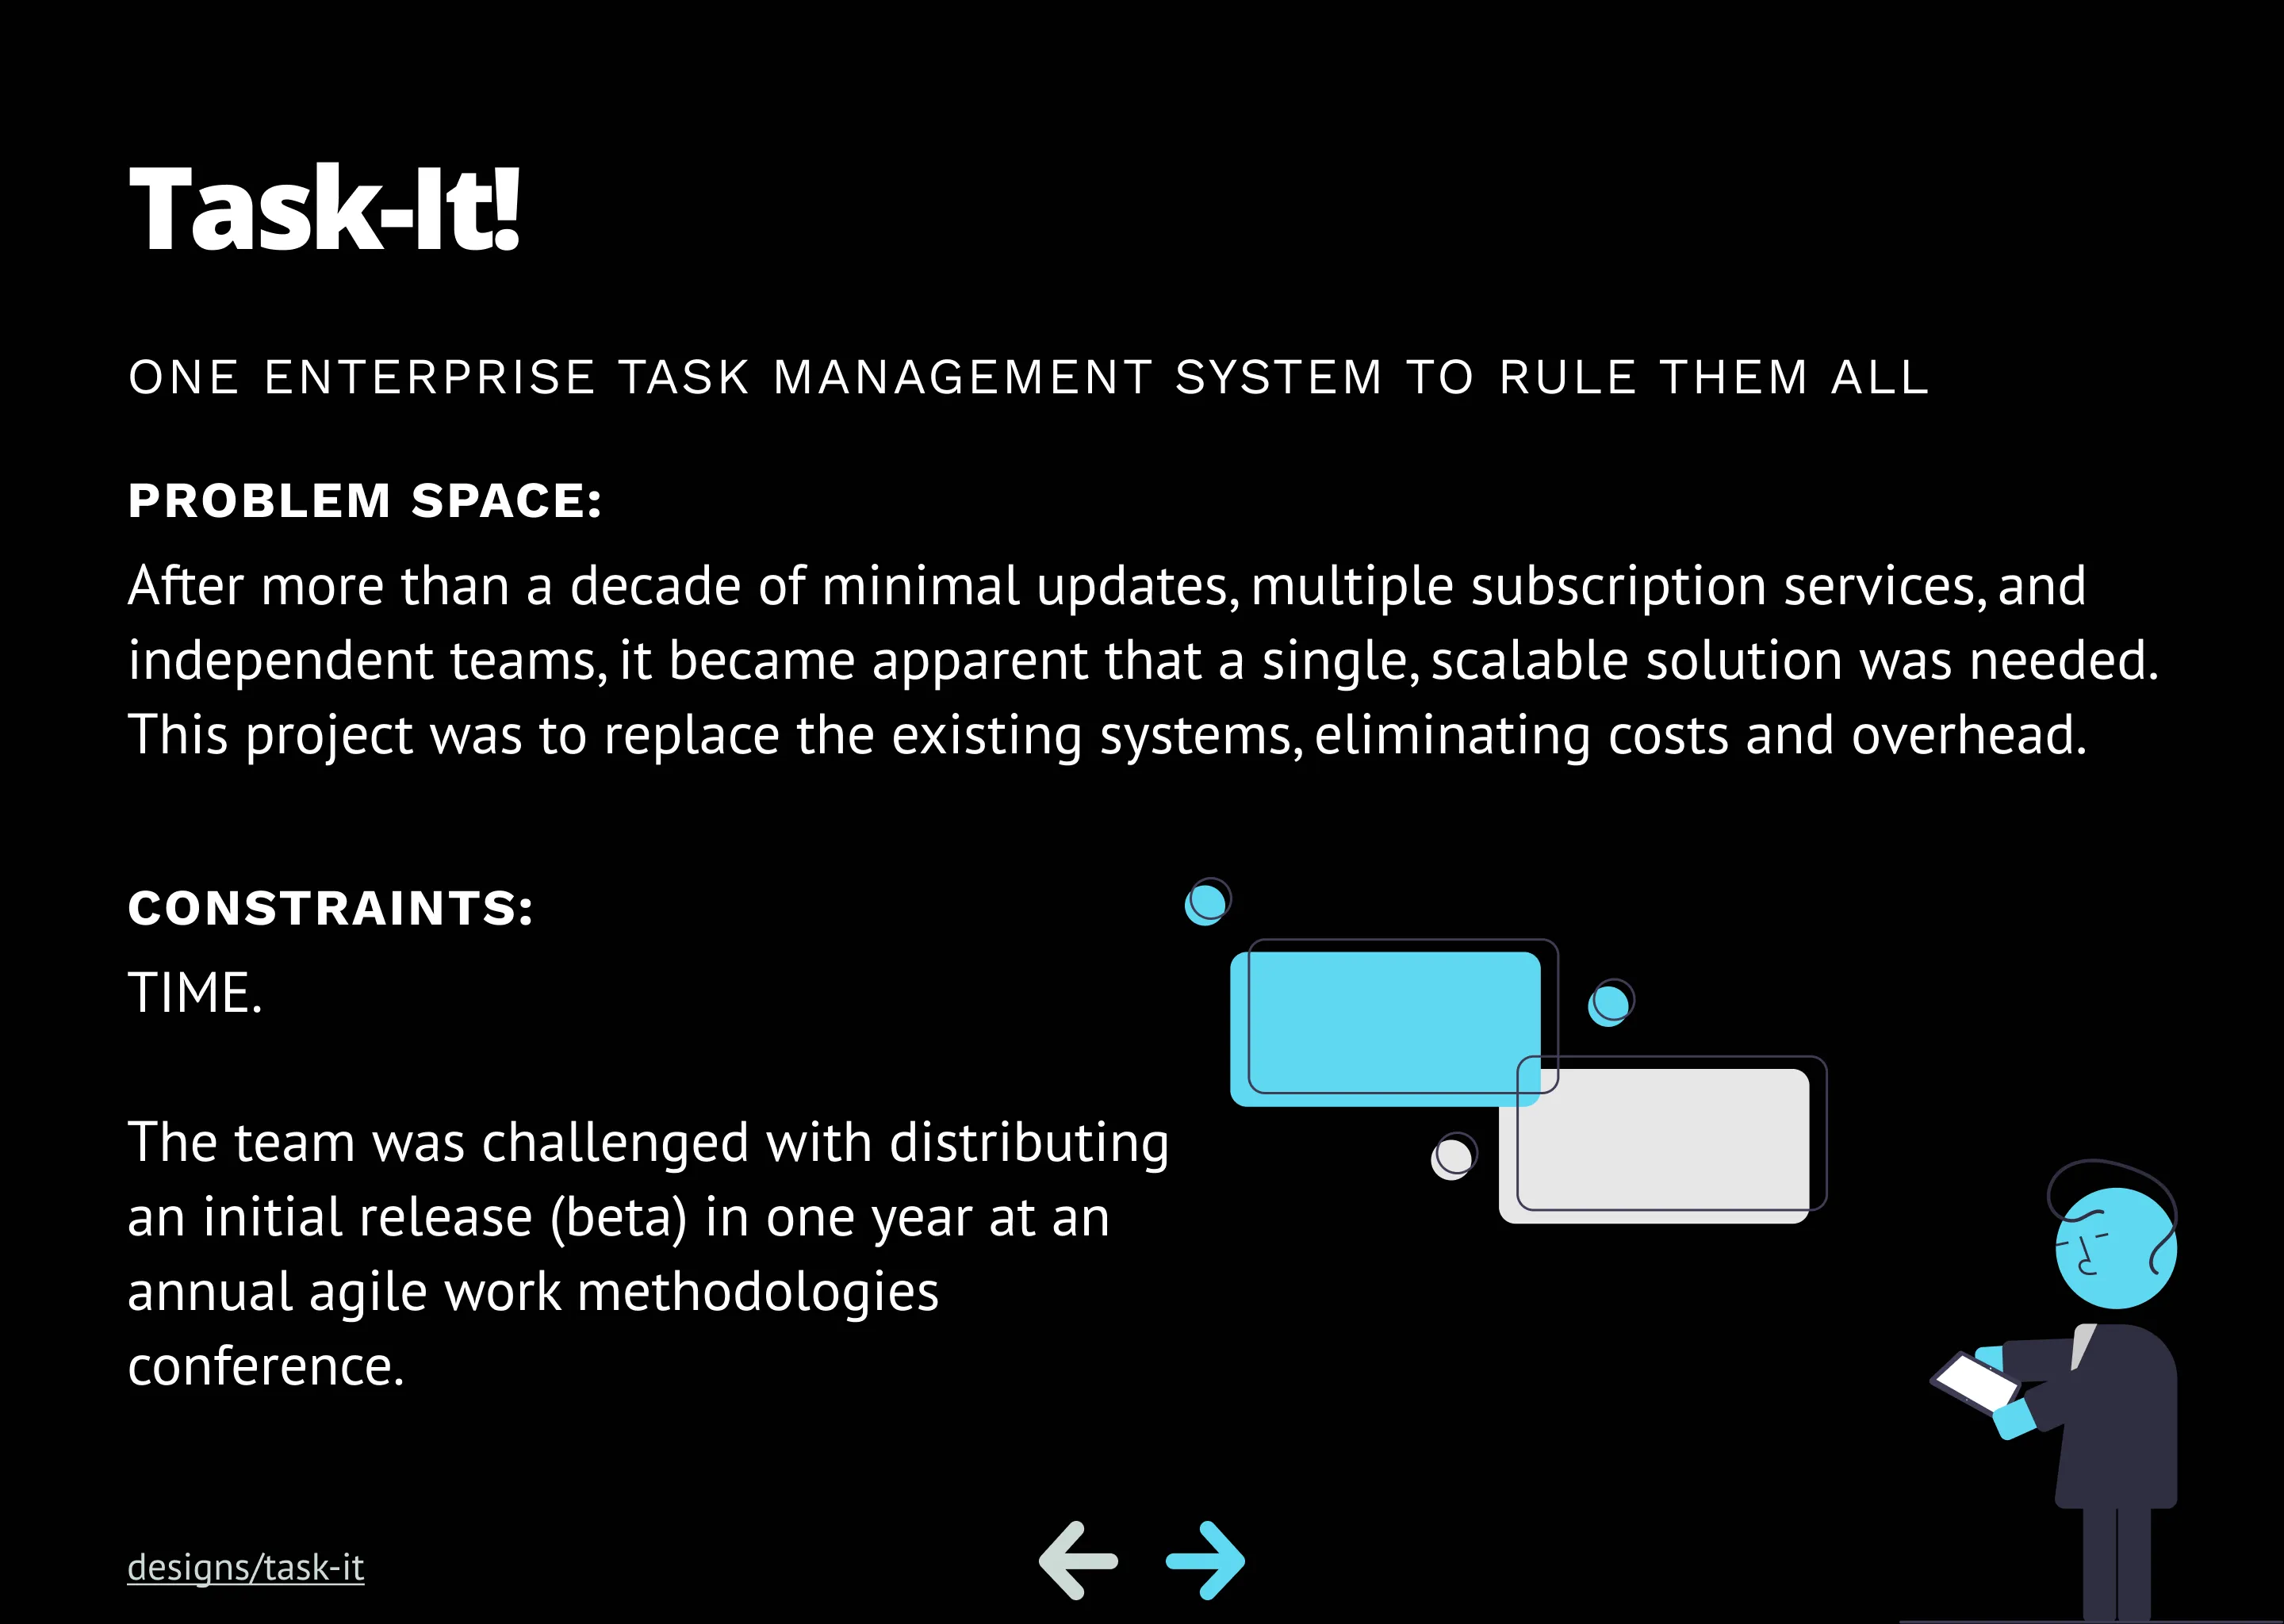 Task-It!
ONE ENTERPRISE TASK MANAGEMENT SYSTEM TO RULE THEM ALL
PROBLEM SPACE:
After more than a decade of minimal updates, multiple subscription services, and
independent teams, it became apparent that a single, scalable solution was needed.
This project was to replace the existing systems, eliminating costs and overhead.
CONSTRAINTS:
TIME.
The team was challenged with distributing
an initial release (beta) in one year at an
annual agile work methodologies
conference.
designs/task-it